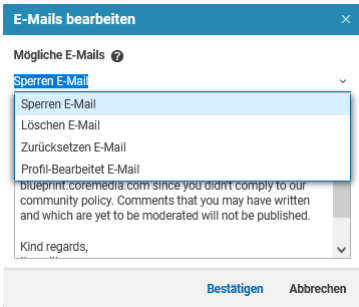 E-Mails bearbeiten
Mögliche E-Mails
Sperren E-Mail
Sperren E-Mail
Löschen E-Mail
Zurücksetzen E-Mail
Profil-Bearbeitet E-Mail
blueprint.coremedia.com since you didn't comply to our
community policy. Comments that you may have written
and which are yet to be moderated will not be published.
Kind regards,
Bestätigen Abbrechen